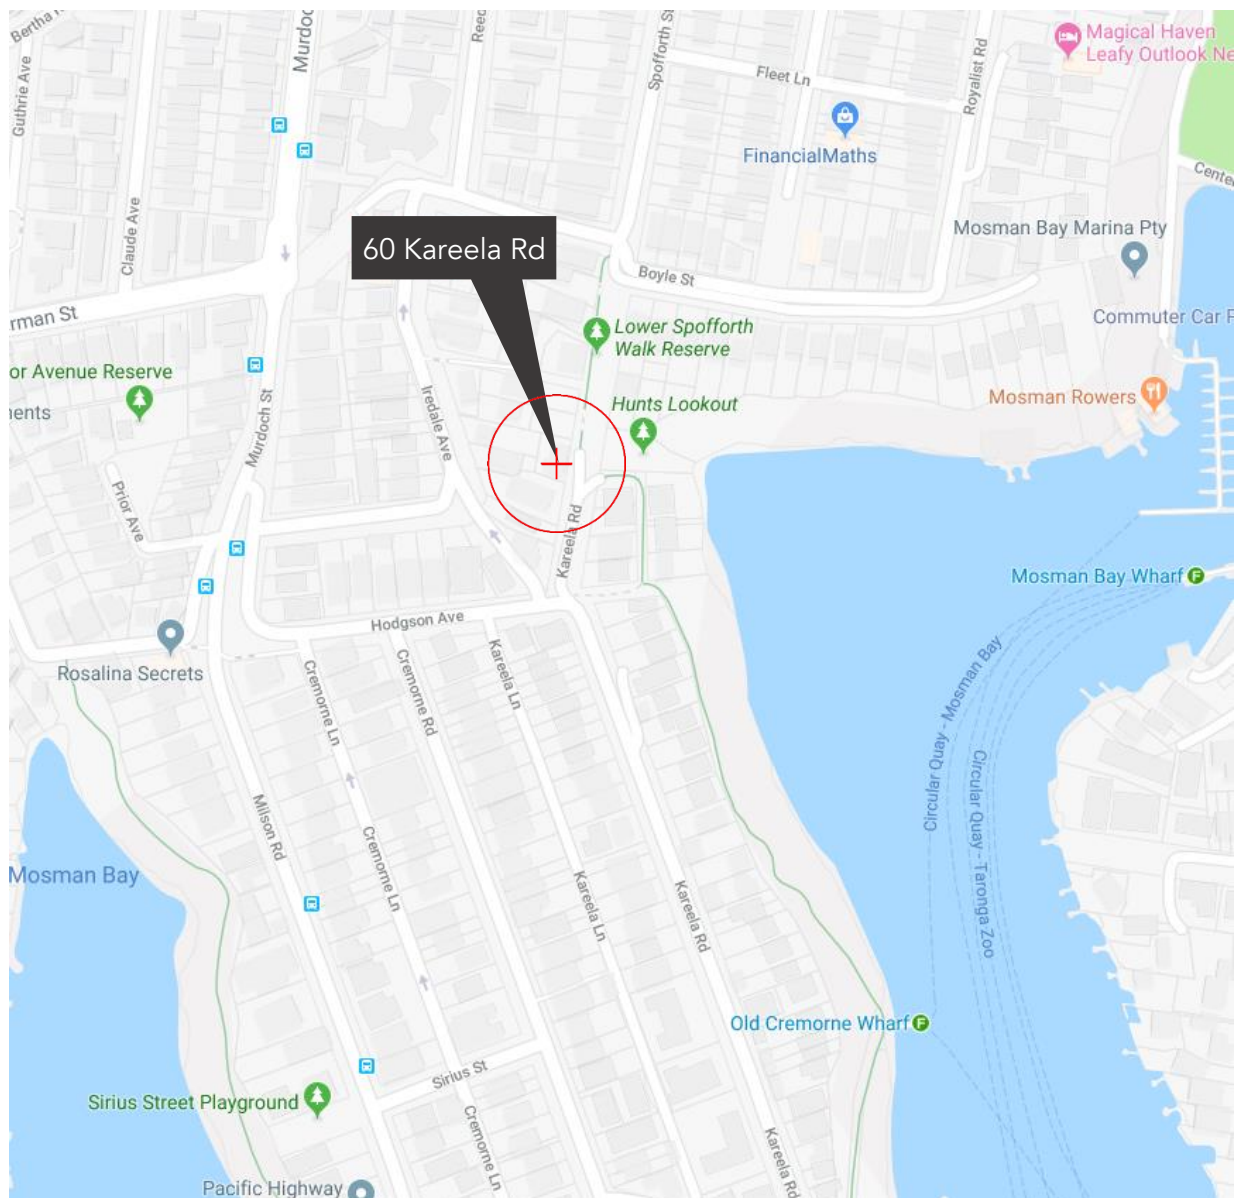 Bertha
Guthrie Ave
Claude Ave
Murdoc
Reed
Spofforth St
Fleet Ln
Royalist Rd
Magical Haven
Leafy Outlook Ne
FinancialMaths
Cente
60 Kareela Rd
Mosman Bay Marina Pty
Boyle St
rman St
Lower Spofforth
Walk Reserve
Commuter Car P
or Avenue Reserve
ments
Iredale Ave
Hunts Lookout
Mosman Rowers
Murdoch St
Prior Ave
Kareela Rd
Mosman Bay Wharf
F
Hodgson Ave
Rosalina Secrets
Cremorne Ln
Cremorne Rd
Kareela Ln
Circular Quay - Mosman Bay
Circular Quay - Taronga Zoo
Milson Rd
Mosman Bay
Cremorne Ln
Kareela Ln
Kareela Rd
Old Cremorne Wharf
F
Sirius St
Sirius Street Playground
Cremorne Ln
Kareela Rd
Pacific Highway